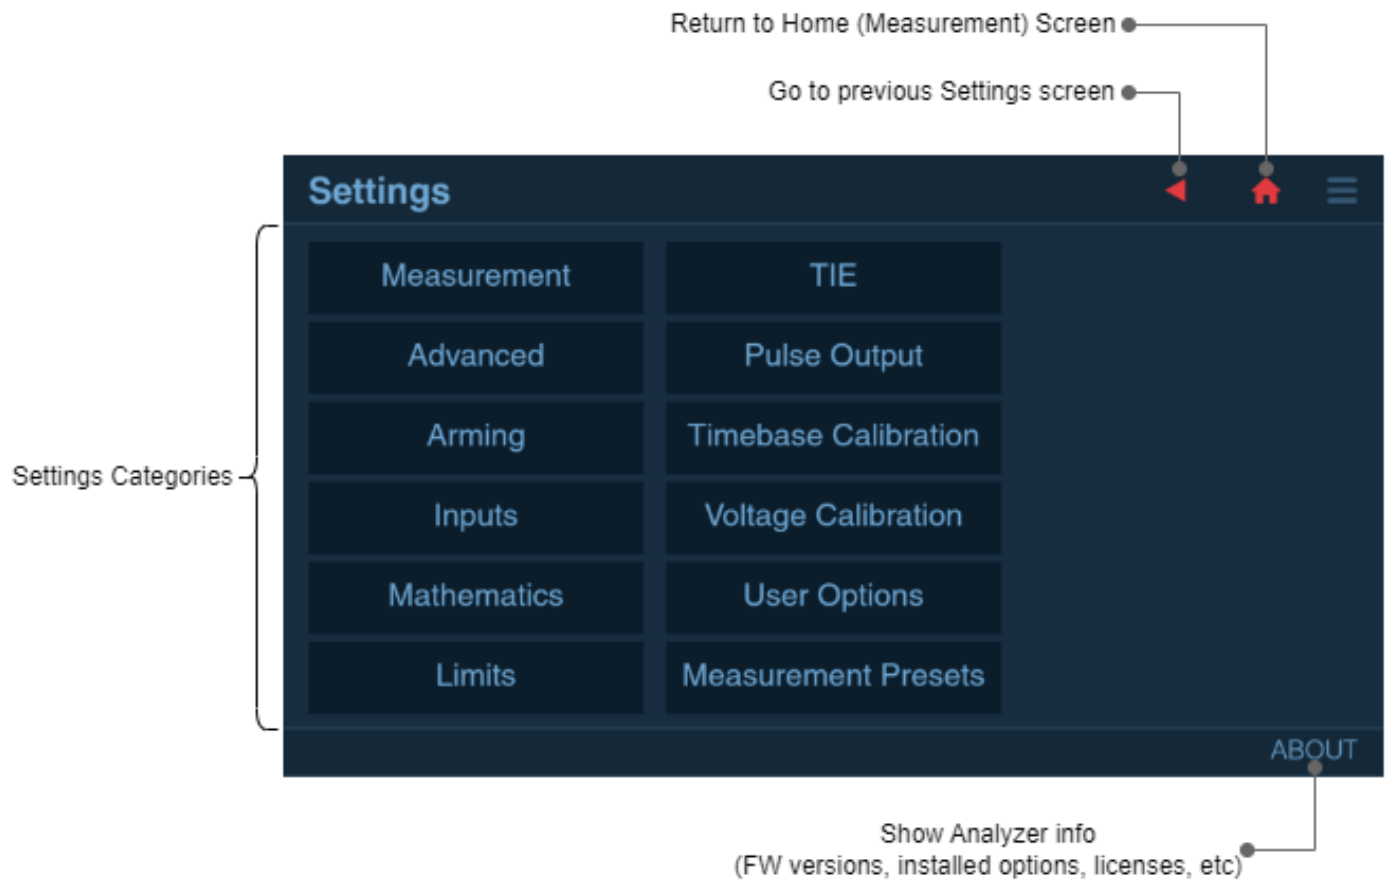 Return to Home (Measurement) Screen
Go to previous Settings screen
Settings
Measurement
TIE
Advanced
Pulse Output
Arming
Timebase Calibration
Settings Categories
Inputs
Voltage Calibration
Mathematics
User Options
Limits
Measurement Presets
ABOUT
Show Analyzer info
(FW versions, installed options, licenses, etc)